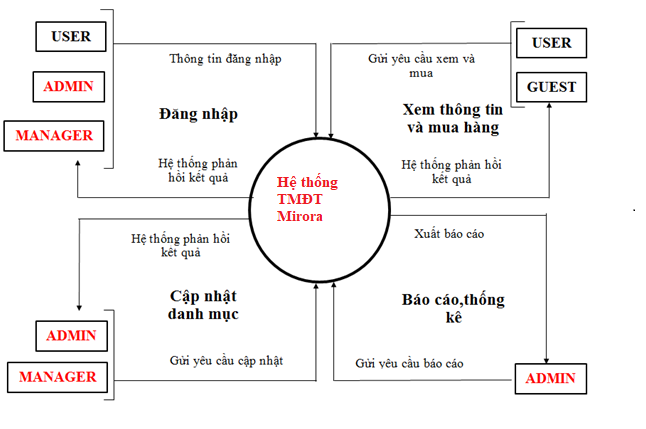 USER
Thông tin đăng nhập
ADMIN
Đăng nhập
MANAGER
Hệ thống phản
hồi kết quả
Gửi yêu cầu xem và
mua
USER
GUEST
Xem thông tin
và mua hàng
Hệ thống phản hồi
kết quả
Hệ thống
TMĐT
Mirora
Hệ thống phản hồi
kết quả
Cập nhật
danh mục
ADMIN
MANAGER
Gửi yêu cầu cập nhật
Xuất báo cáo
Báo cáo,thống
kê
Gửi yêu cầu báo cáo
ADMIN
.